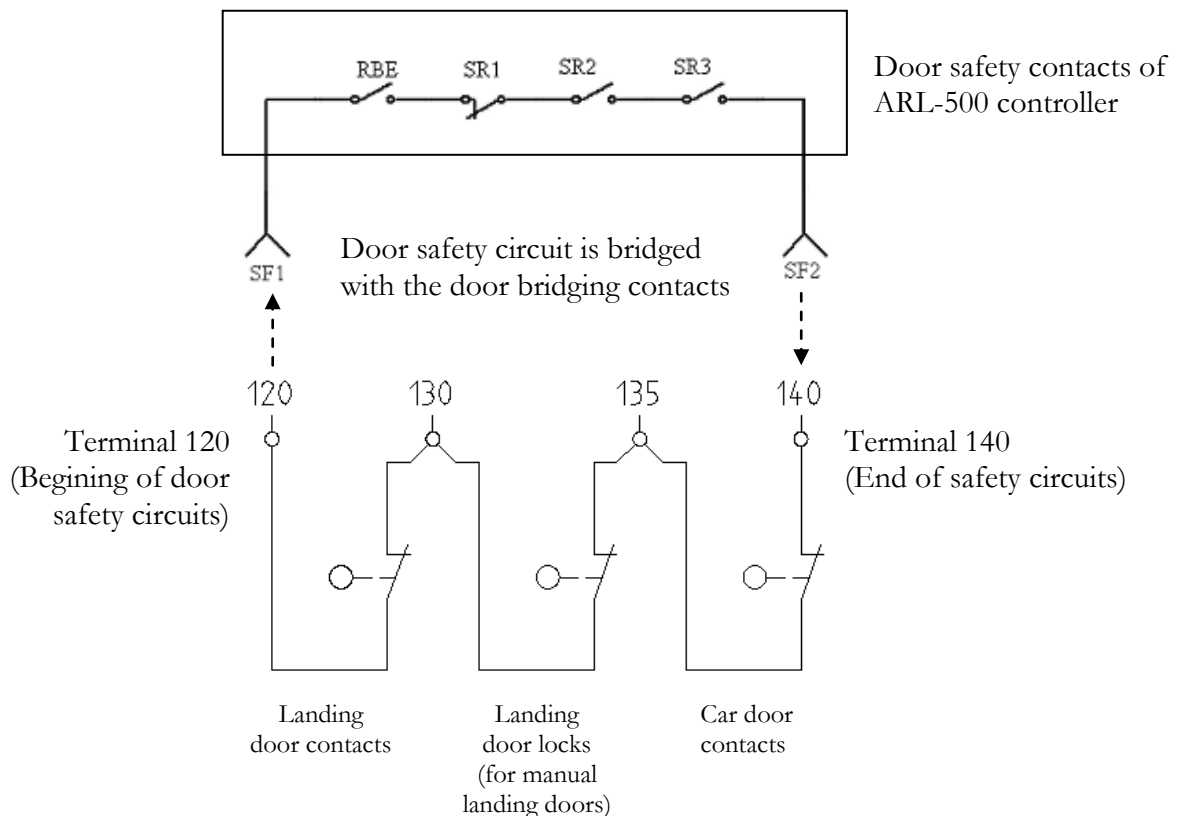 RBE SR1 SR2 SR3
Door safety contacts of
ARL-500 controller
Door safety circuit is bridged
with the door bridging contacts
SF1
SF2
120 130 135 140
Terminal 120
(Begining of door
safety circuits)
Terminal 140
(End of safety circuits)
Landing
door contacts
Landing
door locks
(for manual
landing doors)
Car door
contacts